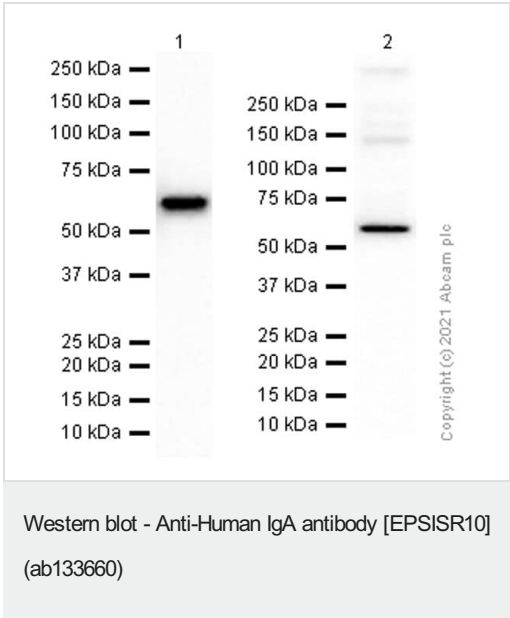 1
250 kDa
150 kDa
100 kDa
75 kDa
50 kDa
37 kDa
25 kDa
20 kDa
15 kDa
10 kDa
2
250 kDa
150 kDa
100 kDa
75 kDa
50 kDa
37 kDa
25 kDa
20 kDa
15 kDa
10 kDa
Copyright (c) 2021 Abcam plc
Western blot - Anti-Human IgA antibody [EPSISR10]
(ab133660)